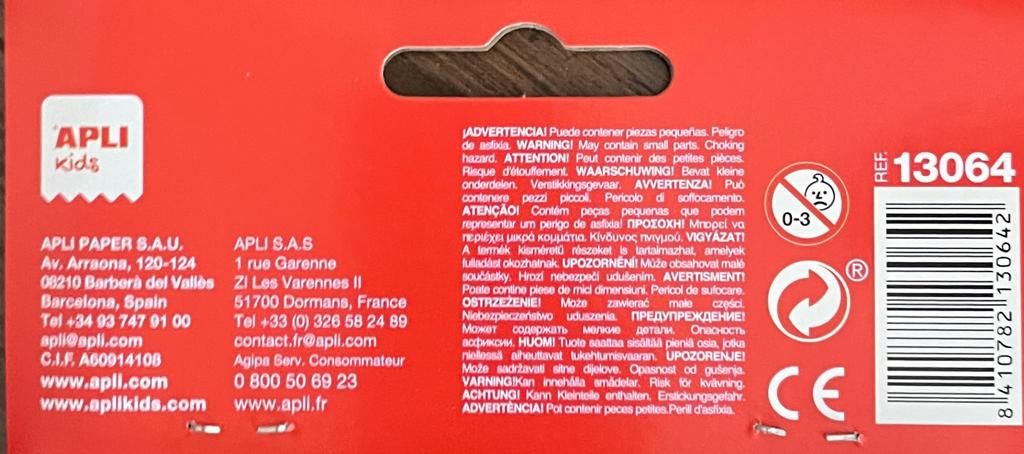 APLI
kids
APLI PAPER S.A.U.
Av. Arraona, 120-124
08210 Barberà del Vallès
Barcelona, Spain
Tel +34 93 747 91 00
apli@apli.com
C.I.F. A60914108
www.apli.com
www.aplikids.com
APLI S.A.S
1 rue Garenne
ZI Les Varennes II
51700 Dormans, France
Tel +33 (0) 326 58 24 89
contact.fr@apli.com
Agipa Serv. Consommateur
0 800 50 69 23
www.apli.fr
¡ADVERTENCIA! Puede contener piezas pequeñas. Peligro
de asfixia. WARNING! May contain small parts. Choking
hazard. ATTENTION! Peut contenir des petites pièces.
Risque d'étouffement. WAARSCHUWING! Bevat kleine
onderdelen. Verstikkingsgevaar. AVVERTENZA! Può
contenere pezzi piccoli. Pericolo di soffocamento.
ATENÇÃO! Contém peças pequenas que podem
representar um perigo de asfixia! ΠΡΟΣΟΧΗ! Μπορεί να
περιέχει μικρά κομμάτια. Κίνδυνος πνιγμού. VIGYÁZAT!
A termék kisméretű részeket is tartalmazhat, amelyek
fulladást okozhatnak. UPOZORNĚNÍ! Může obsahovat malé
součástky. Hrozí nebezpečí udušením. AVERTISMENT!
Poate contine piese de mici dimensiuni. Pericol de sufocare.
OSTRZEŻENIE! Może zawierać małe części.
Niebezpieczeństwo uduszenia. ПРЕДУПРЕЖДЕНИЕ!
Может содержать мелкие детали. Опасность
асфиксии. HUOM! Tuote saattaa sisältää pieniä osia, jotka
niellessä aiheuttavat tukehtumisvaaran. UPOZORENJE!
Može sadržavati sitne dijelove. Opasnost od gušenja.
VARNING!Kan innehålla smådelar. Risk för kvävning.
ACHTUNG! Kann Kleinteile enthalten. Erstickungsgefahr.
ADVERTÈNCIA! Pot contenir peces petites.Perill d'asfíxia.
0-3
®
CE
REF. 13064
8 410782 130642